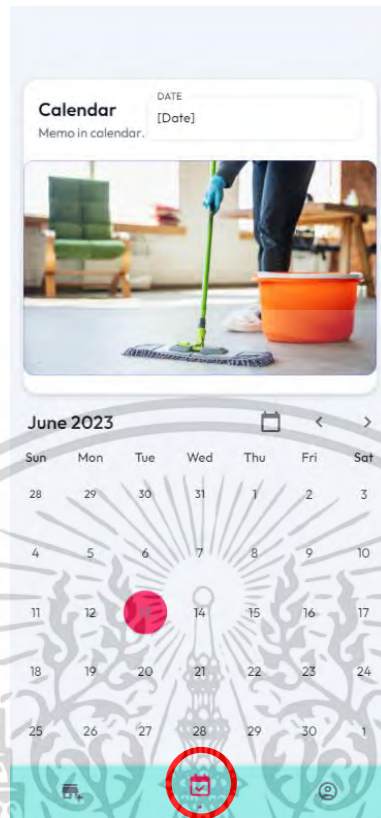 DATE
Calendar
[Date]
Memo in calendar.
June 2023
Sun Mon Tue Wed Thu Fri Sat
28 29 30 31 1 2 3
4 5 6 7 8 9 10
11 12 13 14 15 16 17
18 19 20 21 22 23 24
25 26 27 28 29 30 1